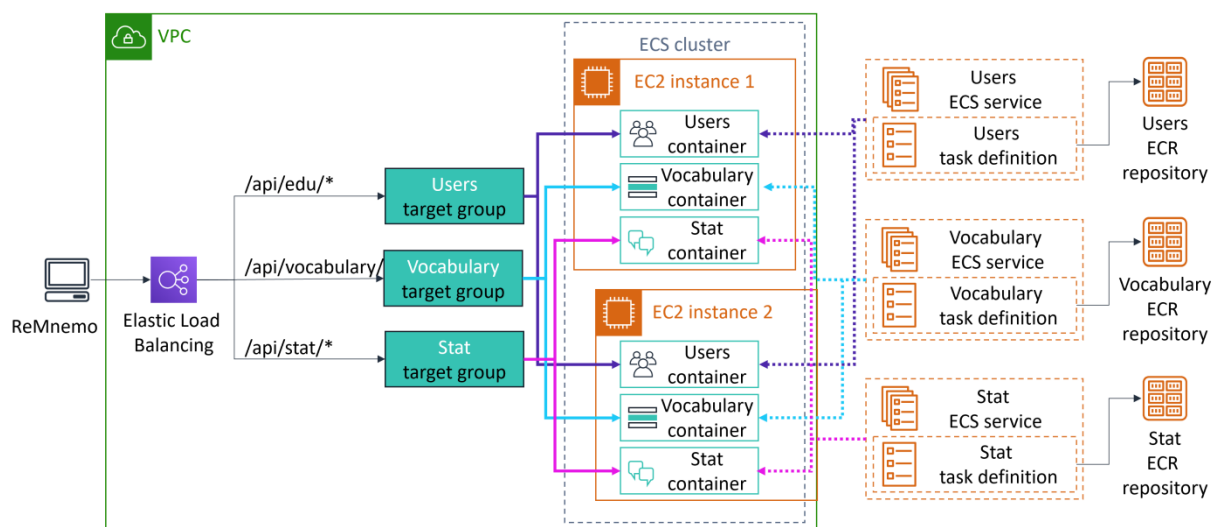 VPC
ECS cluster
EC2 instance 1
Users
container
Vocabulary
container
Stat
container
EC2 instance 2
Users
container
Vocabulary
container
Stat
container
ReMnemo
Elastic Load
Balancing
/api/edu/*
/api/vocabulary/
/api/stat/*
Users
target group
Vocabulary
target group
Stat
target group
Users
ECS service
Users
task definition
Users
ECR
repository
Vocabulary
ECS service
Vocabulary
task definition
Vocabulary
ECR
repository
Stat
ECS service
Stat
task definition
Stat
ECR
repository